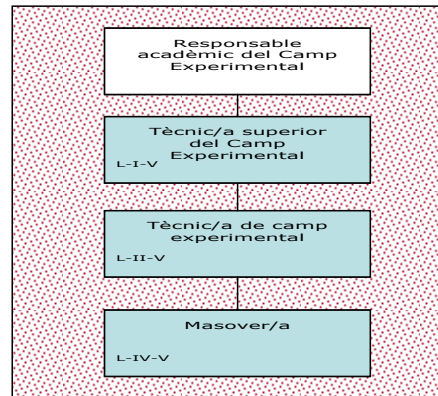 Responsable
acadèmic del Camp
Experimental
Tècnic/a superior
del Camp
Experimental
L-I-V
Tècnic/a de camp
experimental
L-II-V
Masover/a
L-IV-V